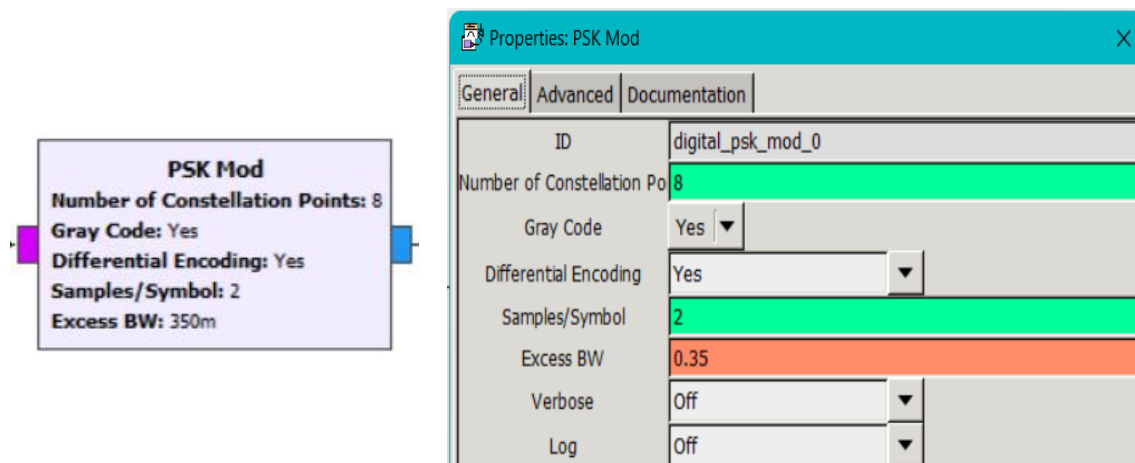 PSK Mod
Number of Constellation Points: 8
Gray Code: Yes
Differential Encoding: Yes
Samples/Symbol: 2
Excess BW: 350m
Properties: PSK Mod
General Advanced Documentation
ID digital_psk_mod_0
Number of Constellation Po 8
Gray Code Yes
Differential Encoding Yes
Samples/Symbol 2
Excess BW 0.35
Verbose Off
Log Off